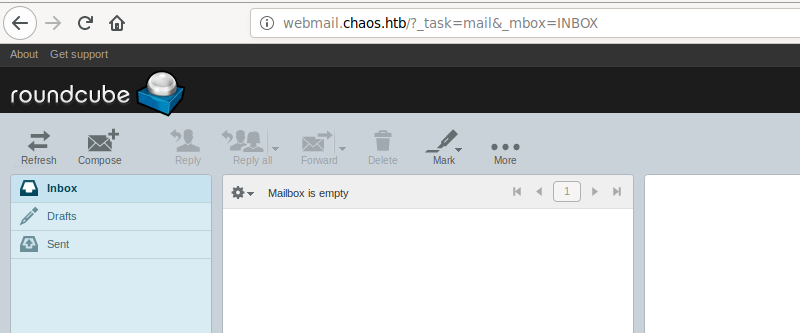 webmail.chaos.htb/?_task=mail&_mbox=INBOX
About Get support
roundcube
Refresh Compose Reply Reply all Forward Delete Mark More
Inbox Mailbox is empty 1
Drafts
Sent